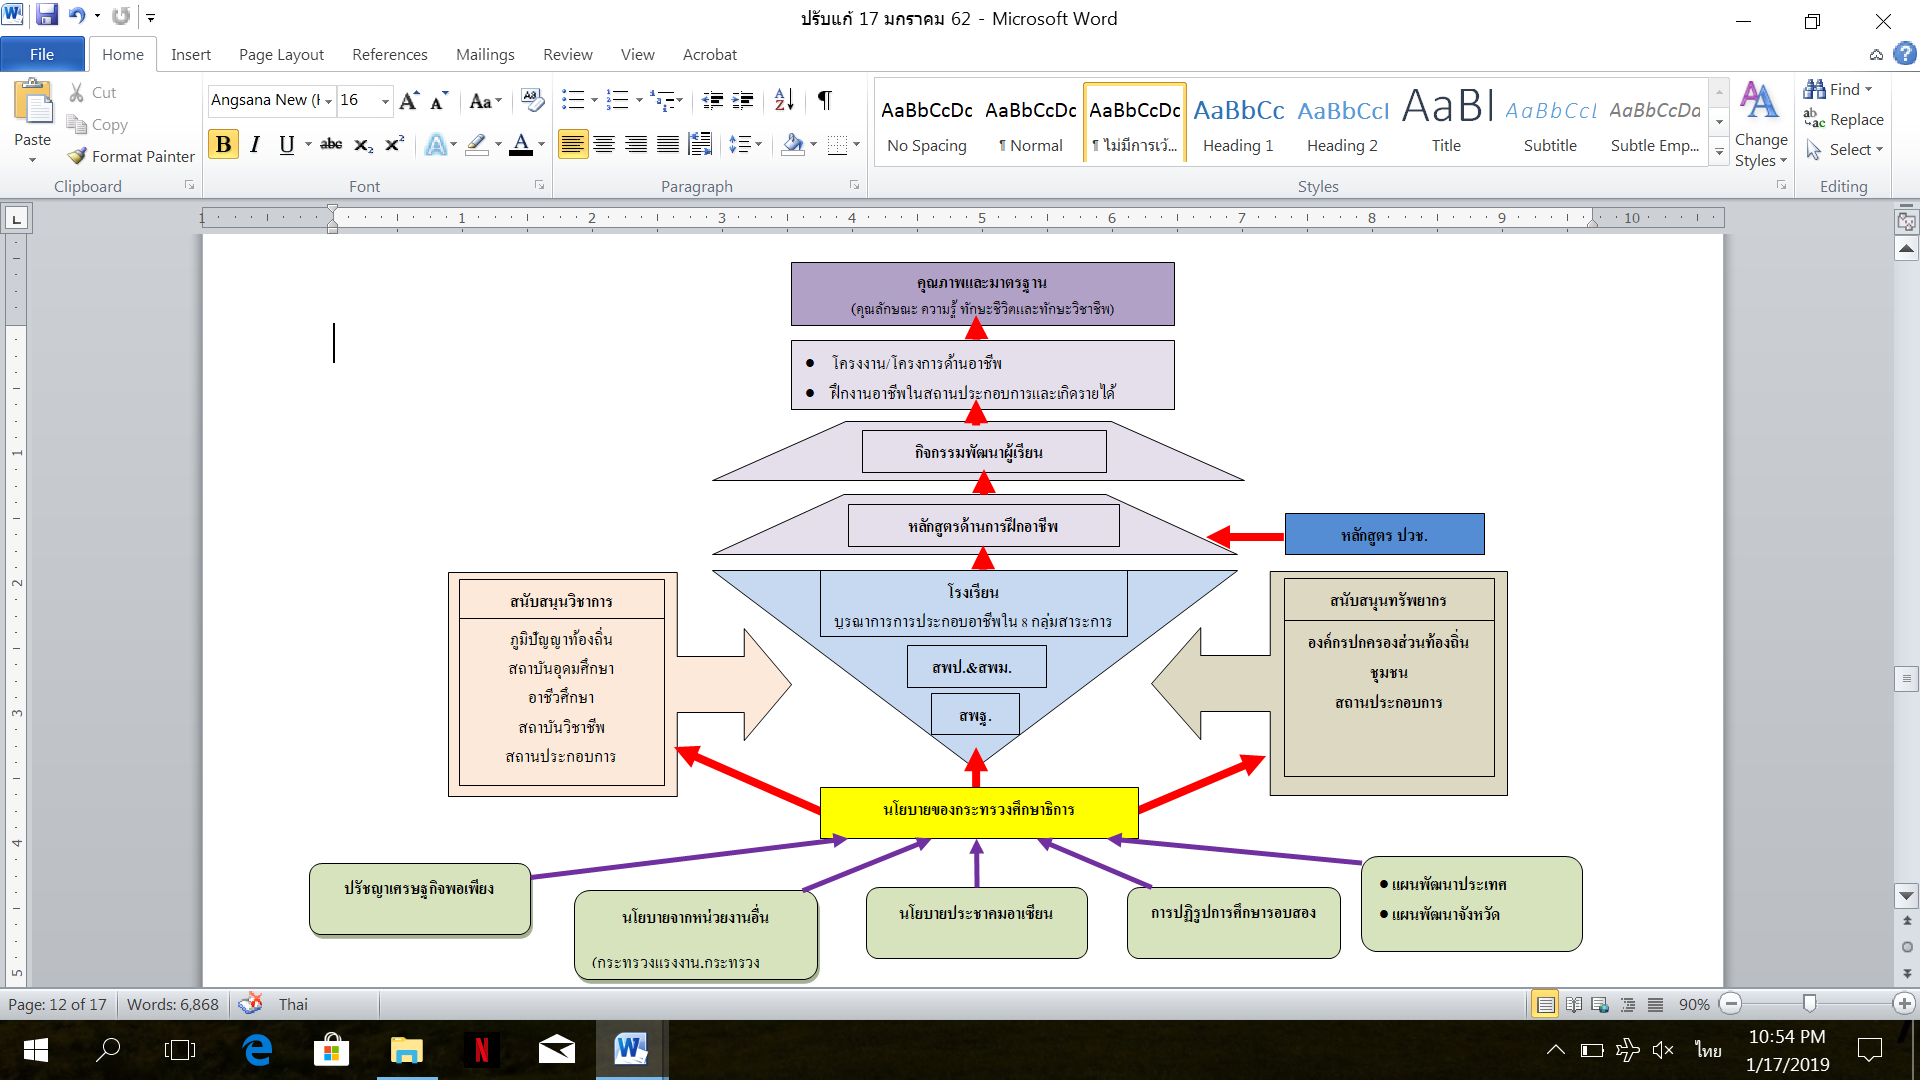 ปรับแก้ 17 มกราคม 62 - Microsoft Word
File Home Insert Page Layout References Mailings Review View Acrobat
Paste
Cut
Copy
Format Painter
Clipboard
Angsana New (I 16
Font
Paragraph
AaBbCcDc AaBbCcDc AaBbCcDc AaBbCc AaBbCcI AaBl AaBbCcL AaBbCcDa
No Spacing ¶ Normal ¶ ไม่มีการเว้... Heading 1 Heading 2 Title Subtitle Subtle Emp...
Styles
Change Styles
Find
Replace
Select
Editing
1 1 2 3 4 5 6 7 8 9 10
คุณภาพและมาตรฐาน
(คุณลักษณะ ความรู้ ทักษะชีวิตและทักษะวิชาชีพ)
● โครงงาน/โครงการด้านอาชีพ
● ฝึกงานอาชีพในสถานประกอบการและเกิดรายได้
กิจกรรมพัฒนาผู้เรียน
หลักสูตรด้านการฝึกอาชีพ
หลักสูตร ปวช.
สนับสนุนวิชาการ
ภูมิปัญญาท้องถิ่น
สถาบันอุดมศึกษา
อาชีวศึกษา
สถาบันวิชาชีพ
สถานประกอบการ
โรงเรียน
บูรณาการการประกอบอาชีพใน 8 กลุ่มสาระการ
สพป.&สพม.
สพฐ.
สนับสนุนทรัพยากร
องค์กรปกครองส่วนท้องถิ่น
ชุมชน
สถานประกอบการ
นโยบายของกระทรวงศึกษาธิการ
ปรัชญาเศรษฐกิจพอเพียง
นโยบายจากหน่วยงานอื่น
(กระทรวงแรงงาน.กระทรวง
นโยบายประชาคมอาเซียน
การปฏิรูปการศึกษารอบสอง
● แผนพัฒนาประเทศ
● แผนพัฒนาจังหวัด
1
2
3
4
5
Page: 12 of 17 Words: 6,868 Thai 90%
ไทย
10:54 PM
1/17/2019